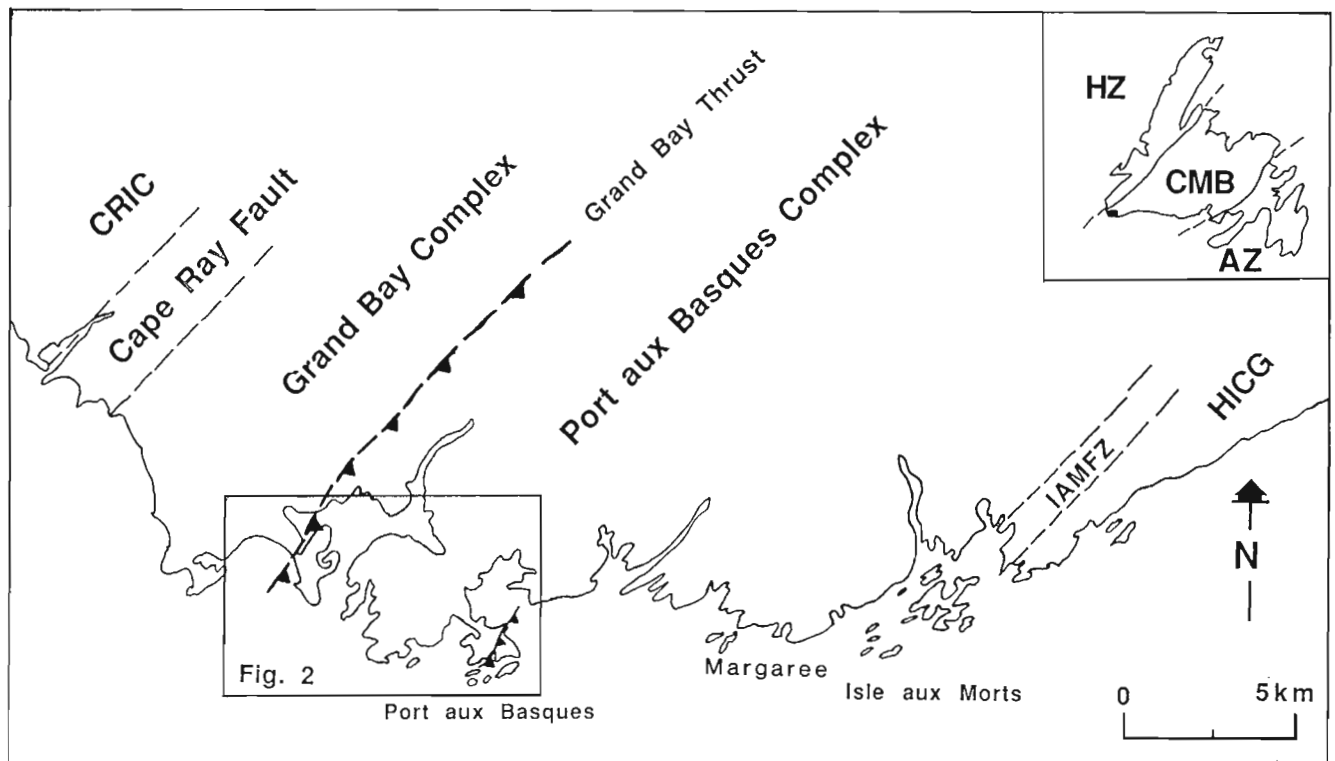 CRIC
Cape Ray Fault
Grand Bay Complex
Grand Bay Thrust
Port aux Basques Complex
HZ
CMB
AZ
IAMFZ
HICG
N
Fig. 2
Port aux Basques
Margaree
Isle aux Morts
0 5km